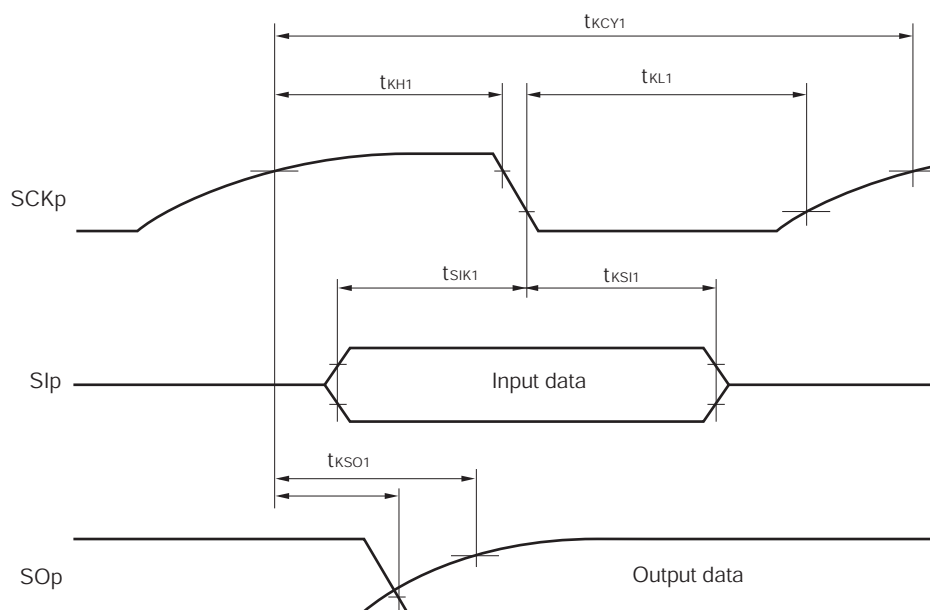 tKCY1
tKH1
tKL1
SCKp
tSIK1
tKSI1
SIp
Input data
tKSO1
SOp
Output data